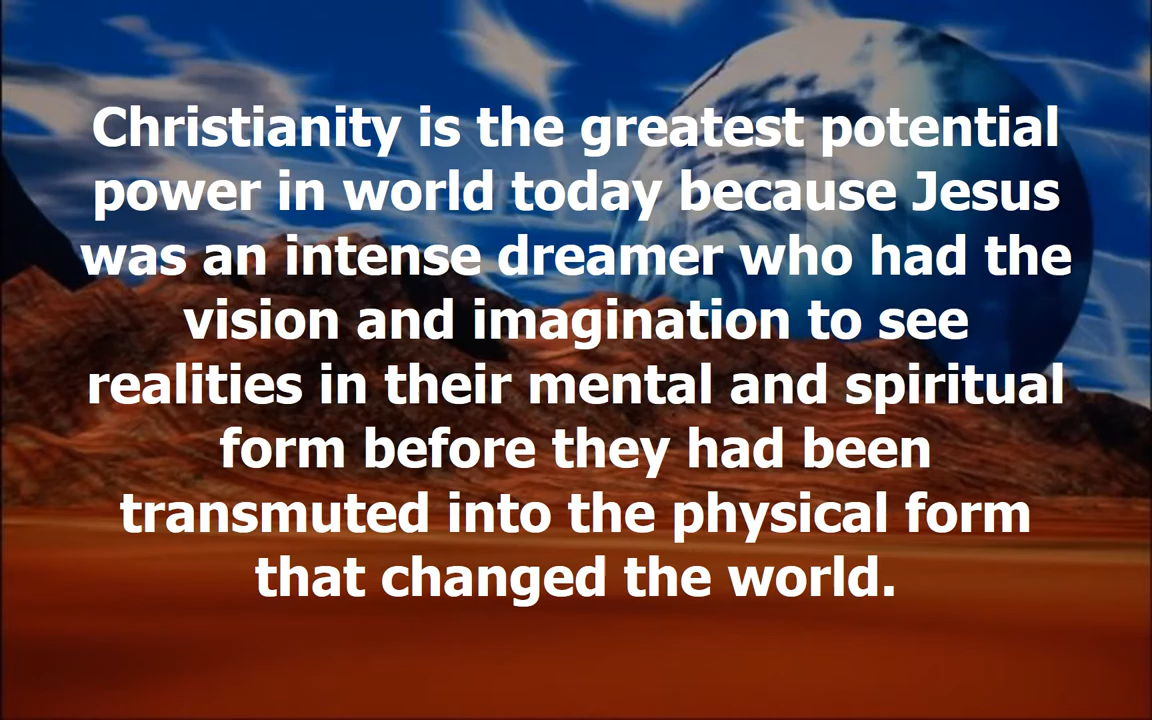 Christianity is the greatest potential
power in world today because Jesus
was an intense dreamer who had the
vision and imagination to see
realities in their mental and spiritual
form before they had been
transmuted into the physical form
that changed the world.